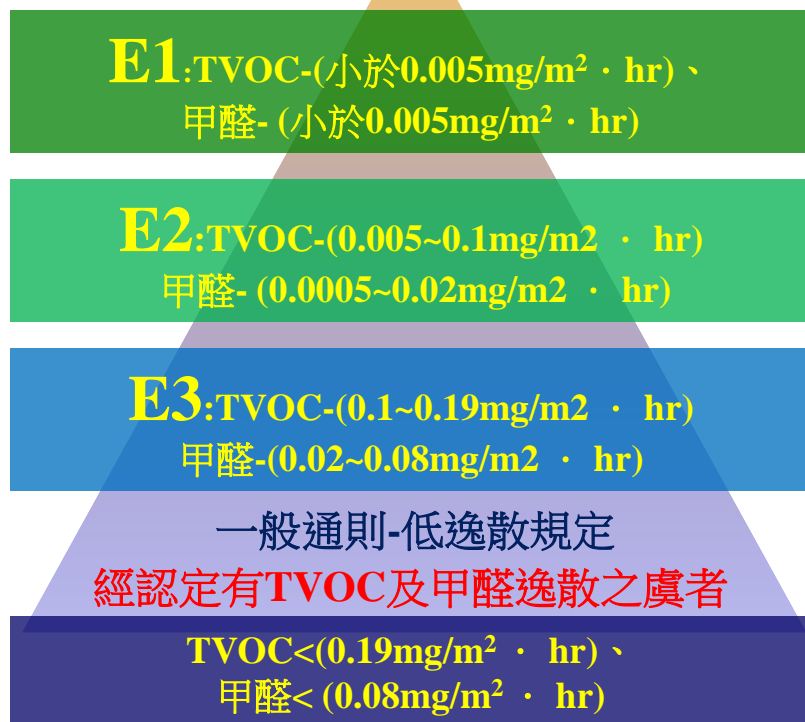 E1:TVOC-(小於0.005mg/m²·hr)、
甲醛- (小於0.005mg/m²·hr)
E2:TVOC-(0.005~0.1mg/m2 · hr)
甲醛- (0.0005~0.02mg/m2 · hr)
E3:TVOC-(0.1~0.19mg/m2 · hr)
甲醛-(0.02~0.08mg/m2 · hr)
一般通則-低逸散規定
經認定有TVOC及甲醛逸散之虞者
TVOC<(0.19mg/m² · hr)、
甲醛< (0.08mg/m² · hr)